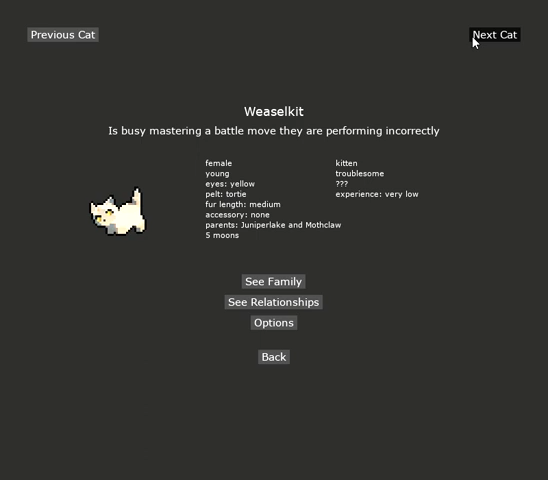 Previous Cat
Next Cat
Weaselkit
Is busy mastering a battle move they are performing incorrectly
female
young
eyes: yellow
pelt: tortie
fur length: medium
accessory: none
parents: Juniperlake and Mothclaw
5 moons
kitten
troublesome
???
experience: very low
See Family
See Relationships
Options
Back